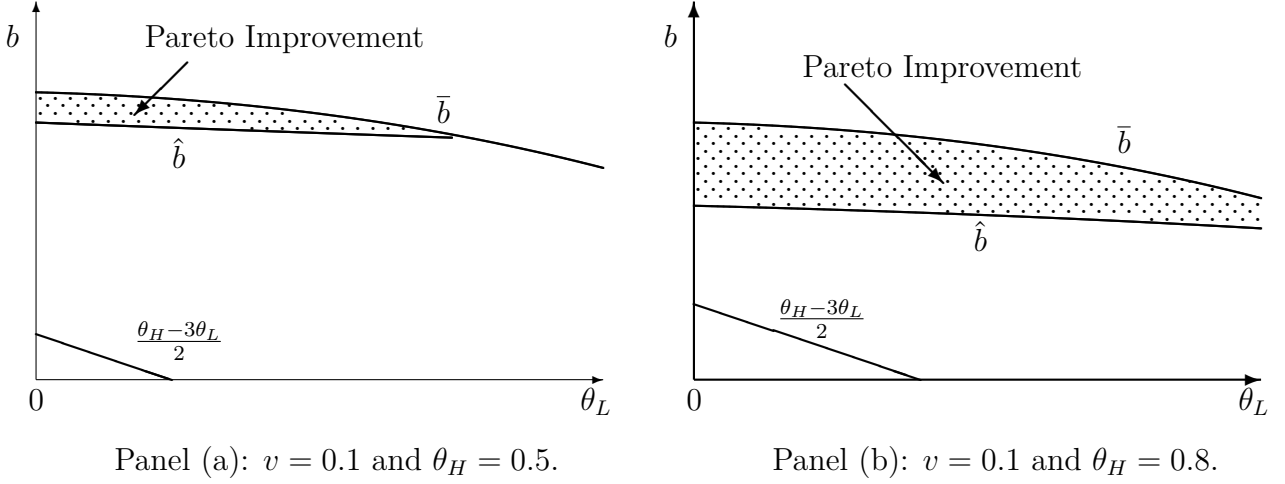 b
Pareto Improvement
b̄
b̂
(θ_H−3θ_L)/2
0
θ_L
Panel (a): v = 0.1 and θ_H = 0.5.
b
Pareto Improvement
b̄
b̂
(θ_H−3θ_L)/2
0
θ_L
Panel (b): v = 0.1 and θ_H = 0.8.